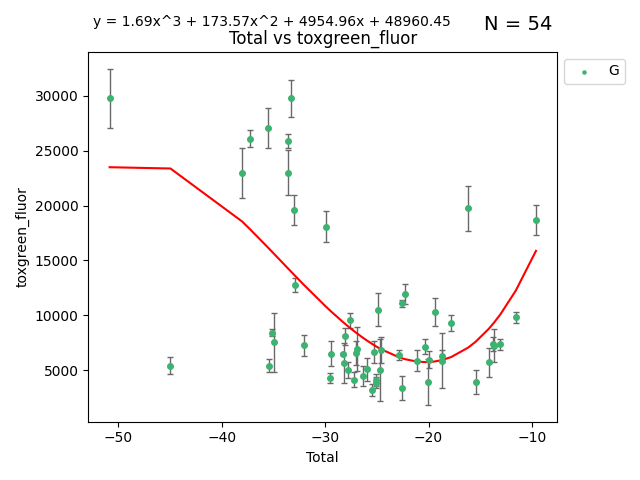 y = 1.69x^3 + 173.57x^2 + 4954.96x + 48960.45
N = 54
Total vs toxgreen_fluor
G
30000
25000
20000
15000
10000
5000
toxgreen_fluor
−50
−40
−30
−20
−10
Total